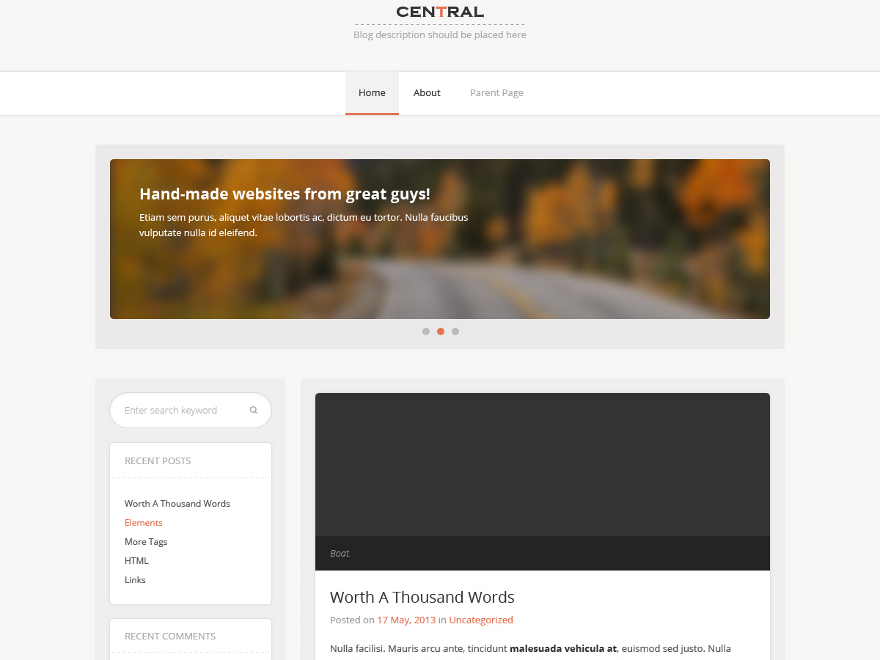 CENTRAL
Blog description should be placed here
Home
About
Parent Page
Hand-made websites from great guys!
Etiam sem purus, aliquet vitae lobortis ac, dictum eu tortor. Nulla faucibus
vulputate nulla id eleifend.
Enter search keyword
RECENT POSTS
Worth A Thousand Words
Elements
More Tags
HTML
Links
RECENT COMMENTS
Boat.
Worth A Thousand Words
Posted on 17 May, 2013 in Uncategorized
Nulla facilisi. Mauris arcu ante, tincidunt malesuada vehicula at, euismod sed justo. Nulla